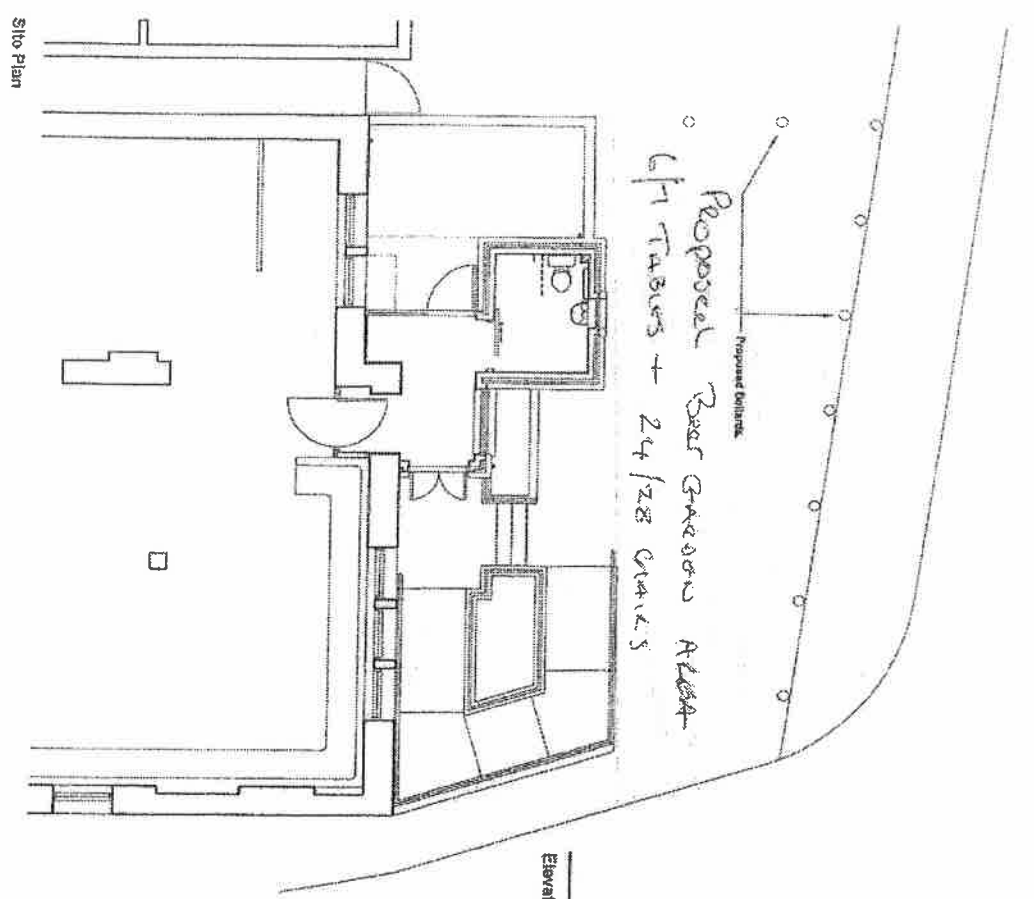 Proposed Bollards
Proposed Beer Garden Area
6/7 Tables + 24/28 Chairs
Site Plan
Elevat